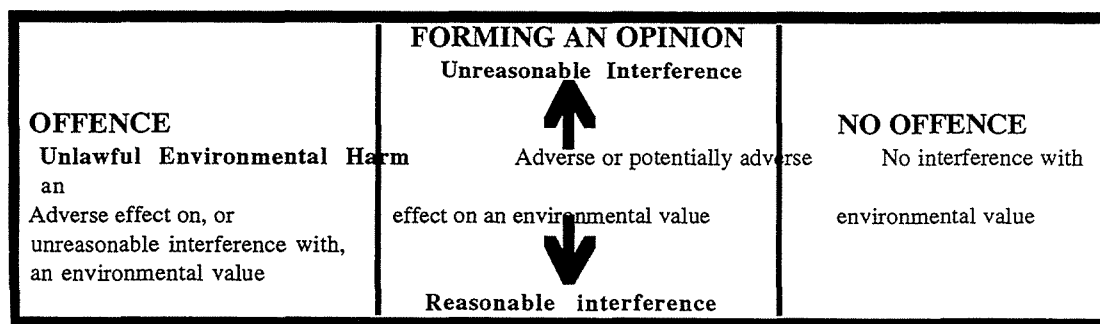 FORMING AN OPINION
Unreasonable Interference
OFFENCE
NO OFFENCE
Unlawful Environmental Harm
Adverse or potentially adverse
No interference with
an
Adverse effect on, or
effect on an environmental value
environmental value
unreasonable interference with,
an environmental value
Reasonable interference